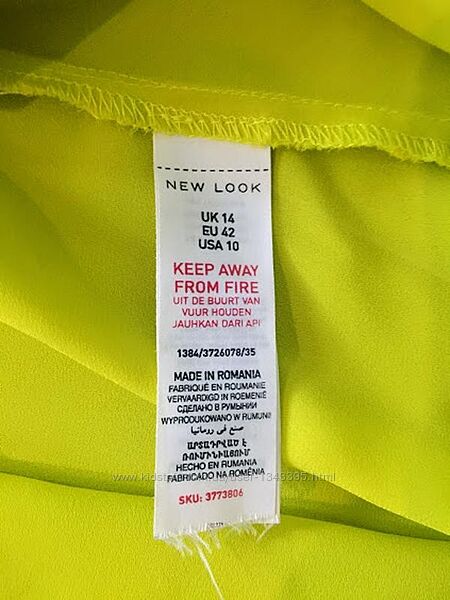 NEW LOOK
UK 14
EU 42
USA 10
KEEP AWAY
FROM FIRE
UIT DE BUURT VAN
VUUR HOUDEN
JAUHKAN DARI API
1384/3726078/35
MADE IN ROMANIA
FABRIQUÉ EN ROUMANIE
VERVAARDIGD IN ROEMENIË
СДЕЛАНО В РУМЫНИИ
WYPRODUKOWANO W RUMUNII
صنع في رومانيا
ԱՐՏԱԴՐՎԱԾ Է
ՌՈՒՄԻՆԻԱՅՈՒՄ
HECHO EN RUMANIA
FABRICADO NA ROMÉNIA
SKU: 3773806